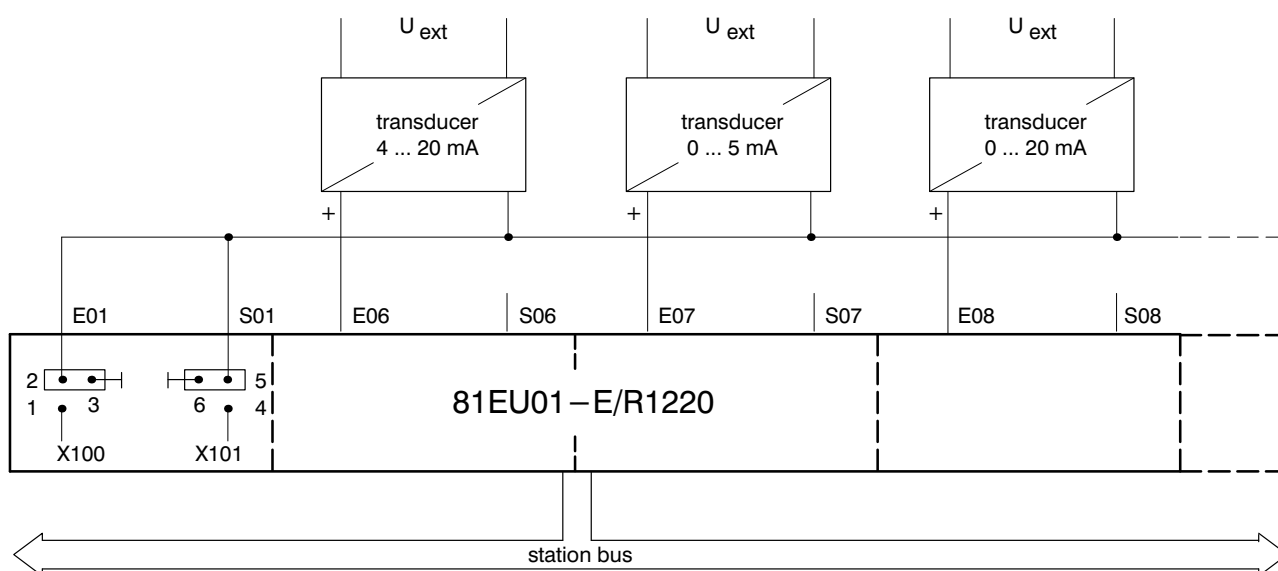 U ext U ext U ext
transducer transducer transducer
4 ... 20 mA 0 ... 5 mA 0 ... 20 mA
+ + +
E01 S01 E06 S06 E07 S07 E08 S08
2 5
1 3 6 4 81EU01–E/R1220
X100 X101
station bus